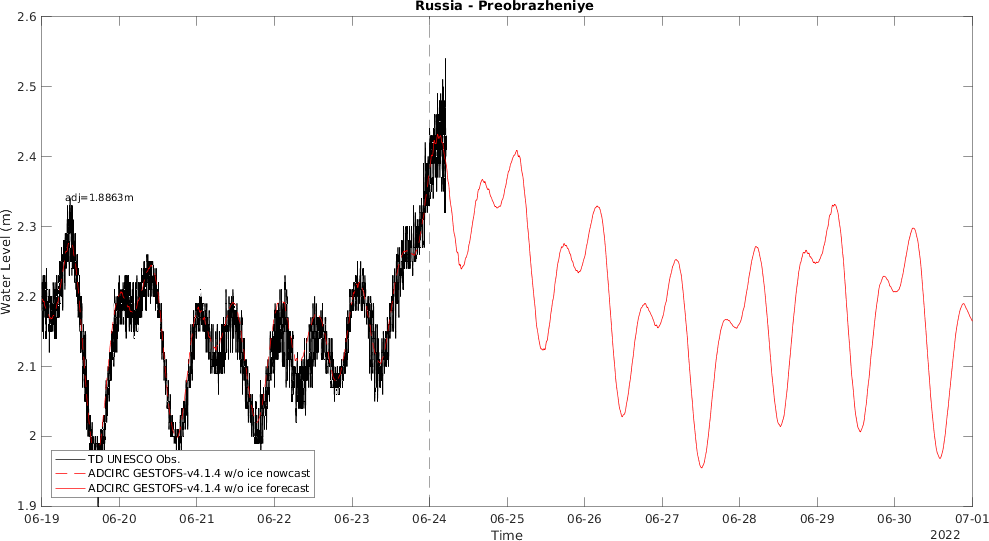 Russia - Preobrazheniye
2.6
2.5
2.4
2.3
2.2
2.1
2
1.9
Water Level (m)
adj=1.8863m
TD UNESCO Obs.
ADCIRC GESTOFS-v4.1.4 w/o ice nowcast
ADCIRC GESTOFS-v4.1.4 w/o ice forecast
06-19 06-20 06-21 06-22 06-23 06-24 06-25 06-26 06-27 06-28 06-29 06-30 07-01
Time
2022